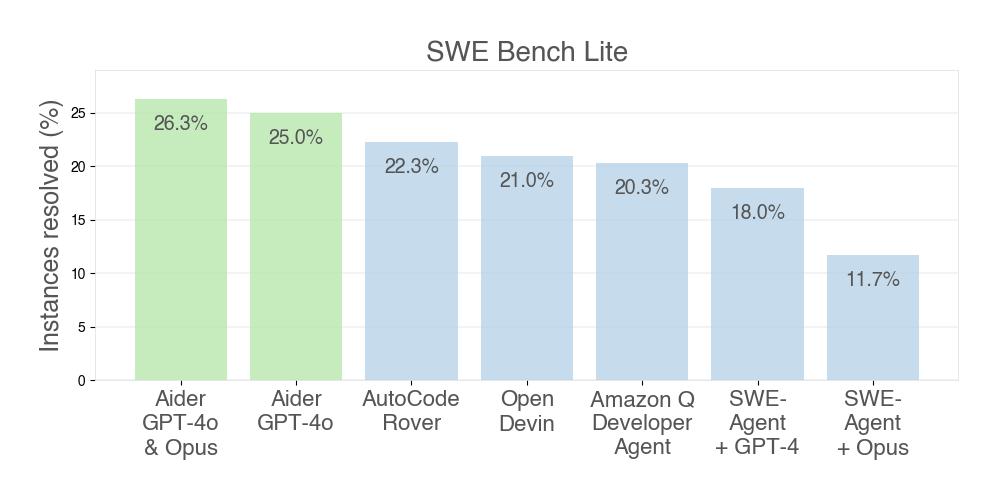 SWE Bench Lite
Instances resolved (%)
25
20
15
10
5
0
26.3%
25.0%
22.3%
21.0%
20.3%
18.0%
11.7%
Aider
GPT-4o
& Opus
Aider
GPT-4o
AutoCode
Rover
Open
Devin
Amazon Q
Developer
Agent
SWE-
Agent
+ GPT-4
SWE-
Agent
+ Opus